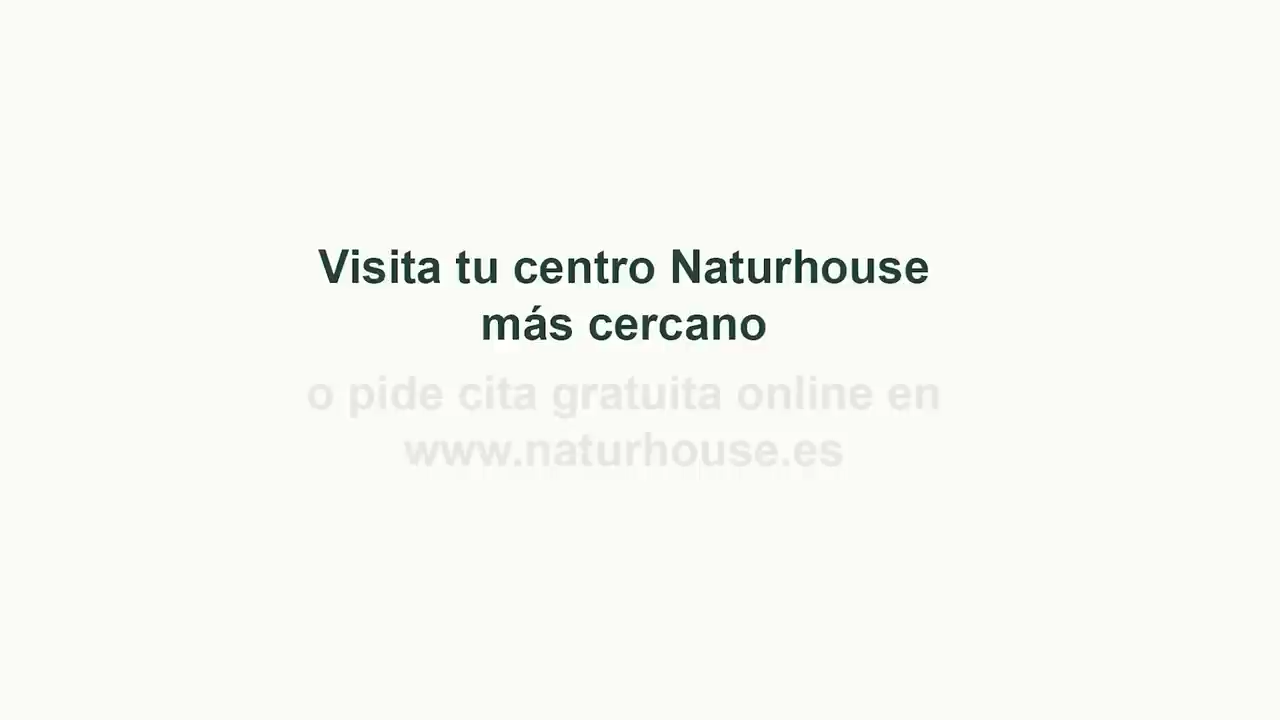 Visita tu centro Naturhouse
más cercano
o pide cita gratuita online en
www.naturhouse.es